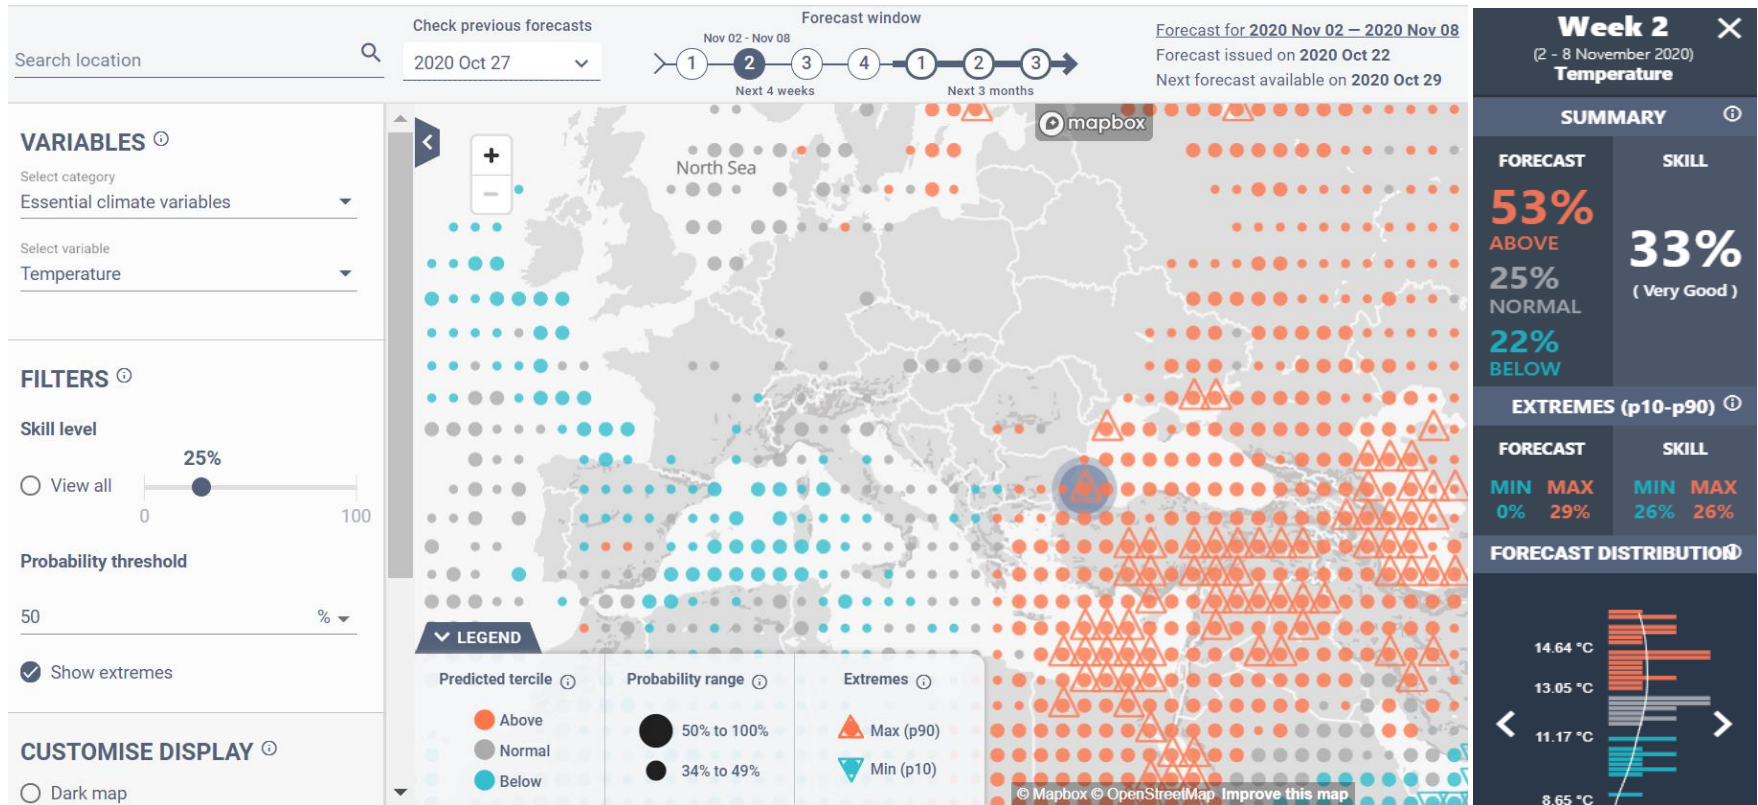 Search location
Check previous forecasts
2020 Oct 27
Forecast window
Nov 02 - Nov 08
1 2 3 4 1 2 3
Next 4 weeks
Next 3 months
Forecast for 2020 Nov 02 — 2020 Nov 08
Forecast issued on 2020 Oct 22
Next forecast available on 2020 Oct 29
VARIABLES
Select category
Essential climate variables
Select variable
Temperature
FILTERS
Skill level
25%
View all
0 100
Probability threshold
50 %
Show extremes
CUSTOMISE DISPLAY
Dark map
+
−
North Sea
mapbox
LEGEND
Predicted tercile
Above
Normal
Below
Probability range
50% to 100%
34% to 49%
Extremes
Max (p90)
Min (p10)
© Mapbox © OpenStreetMap Improve this map
Week 2
(2 - 8 November 2020)
Temperature
SUMMARY
FORECAST SKILL
53%
ABOVE
25%
NORMAL
22%
BELOW
33%
( Very Good )
EXTREMES (p10-p90)
FORECAST SKILL
MIN MAX MIN MAX
0% 29% 26% 26%
FORECAST DISTRIBUTION
14.64 °C
13.05 °C
11.17 °C
8.65 °C